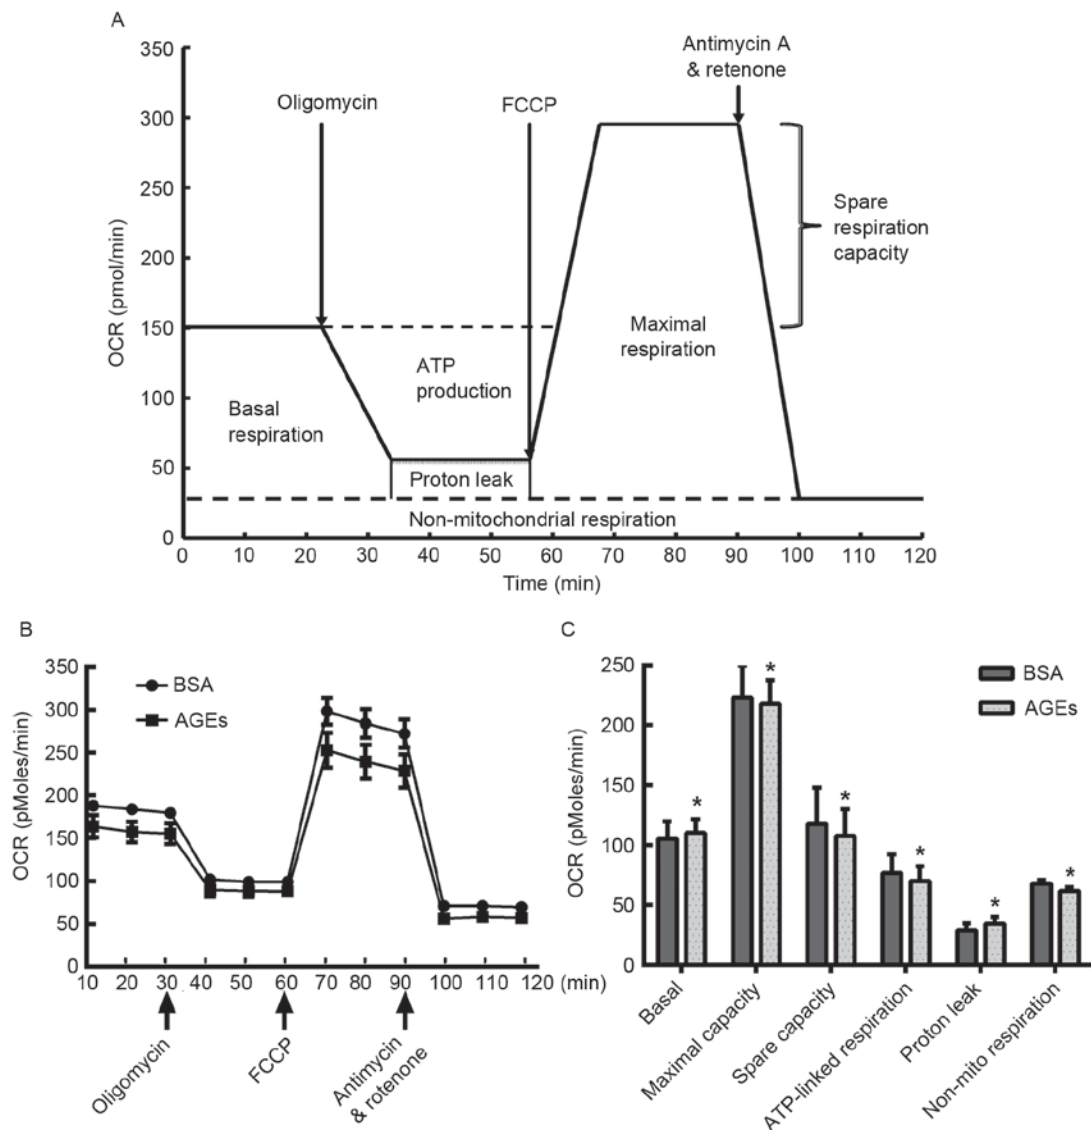 A
350
300
250
200
150
100
50
0
OCR (pmol/min)
Oligomycin
FCCP
Antimycin A
& retenone
Spare
respiration
capacity
Maximal
respiration
ATP
production
Basal
respiration
Proton leak
Non-mitochondrial respiration
0 10 20 30 40 50 60 70 80 90 100 110 120
Time (min)
B
350
300
250
200
150
100
50
0
OCR (pMoles/min)
BSA
AGEs
10 20 30 40 50 60 70 80 90 100 110 120 (min)
Oligomycin
FCCP
Antimycin
& rotenone
C
250
200
150
100
50
0
OCR (pMoles/min)
BSA
AGEs
*
*
*
*
*
*
Basal
Maximal capacity
Spare capacity
ATP-linked respiration
Proton leak
Non-mito respiration